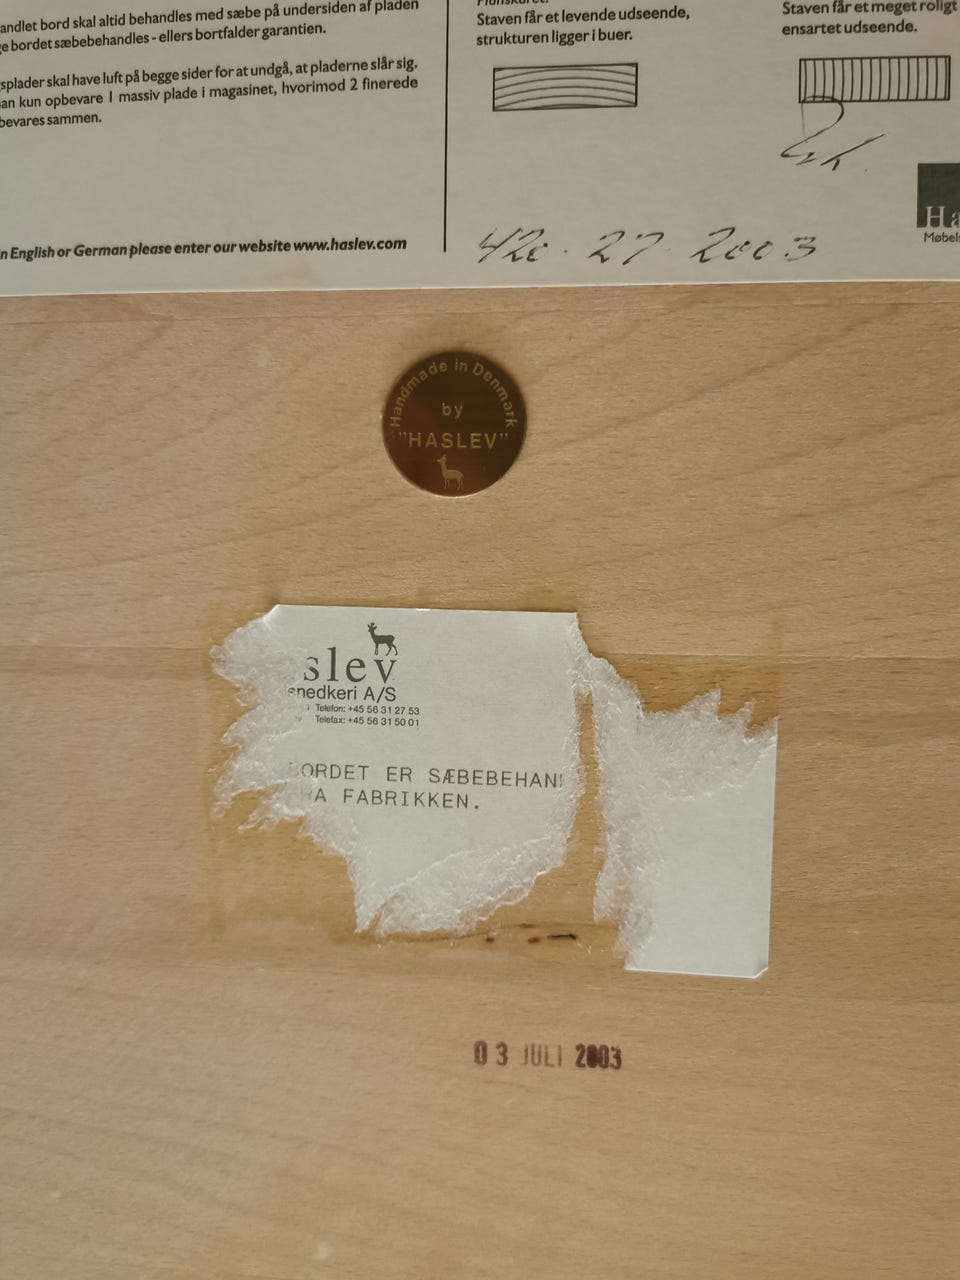 andlet bord skal altid behandles med sæbe på undersiden af pladen
ge bordet sæbebehandles - ellers bortfalder garantien.
splader skal have luft på begge sider for at undgå, at pladerne slår sig.
an kun opbevare 1 massiv plade i magasinet, hvorimod 2 finerede
bevares sammen.
n English or German please enter our website www.haslev.com
Staven får et levende udseende,
strukturen ligger i buer.
Staven får et meget roligt
ensartet udseende.
420 · 27 · 2003
Ha
Møbels
Handmade in Denmark
by
"HASLEV"
slev
snedkeri A/S
Telefon: +45 56 31 27 53
v Telefax: +45 56 31 50 01
BORDET ER SÆBEBEHAN
FRA FABRIKKEN.
03 JULI 2003